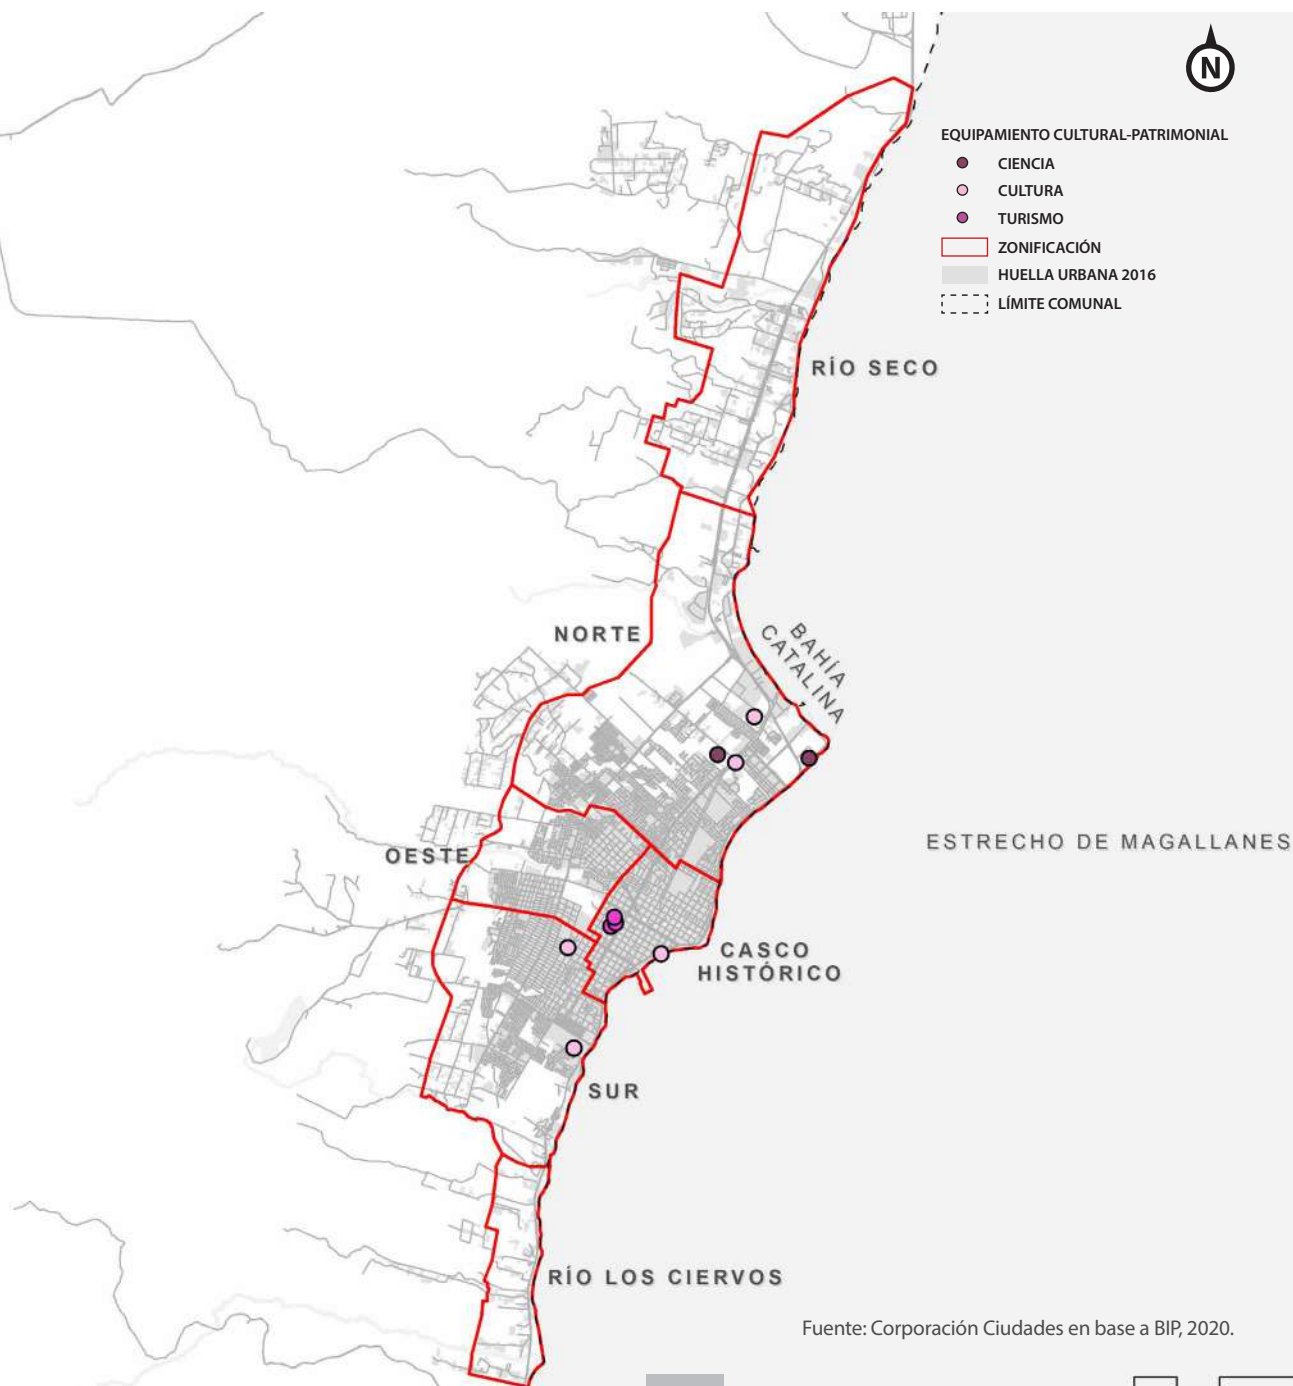 N
EQUIPAMIENTO CULTURAL-PATRIMONIAL
CIENCIA
CULTURA
TURISMO
ZONIFICACIÓN
HUELLA URBANA 2016
LÍMITE COMUNAL
RÍO SECO
NORTE
BAHÍA
CATALINA
ESTRECHO DE MAGALLANES
OESTE
CASCO
HISTÓRICO
SUR
RÍO LOS CIERVOS
Fuente: Corporación Ciudades en base a BIP, 2020.